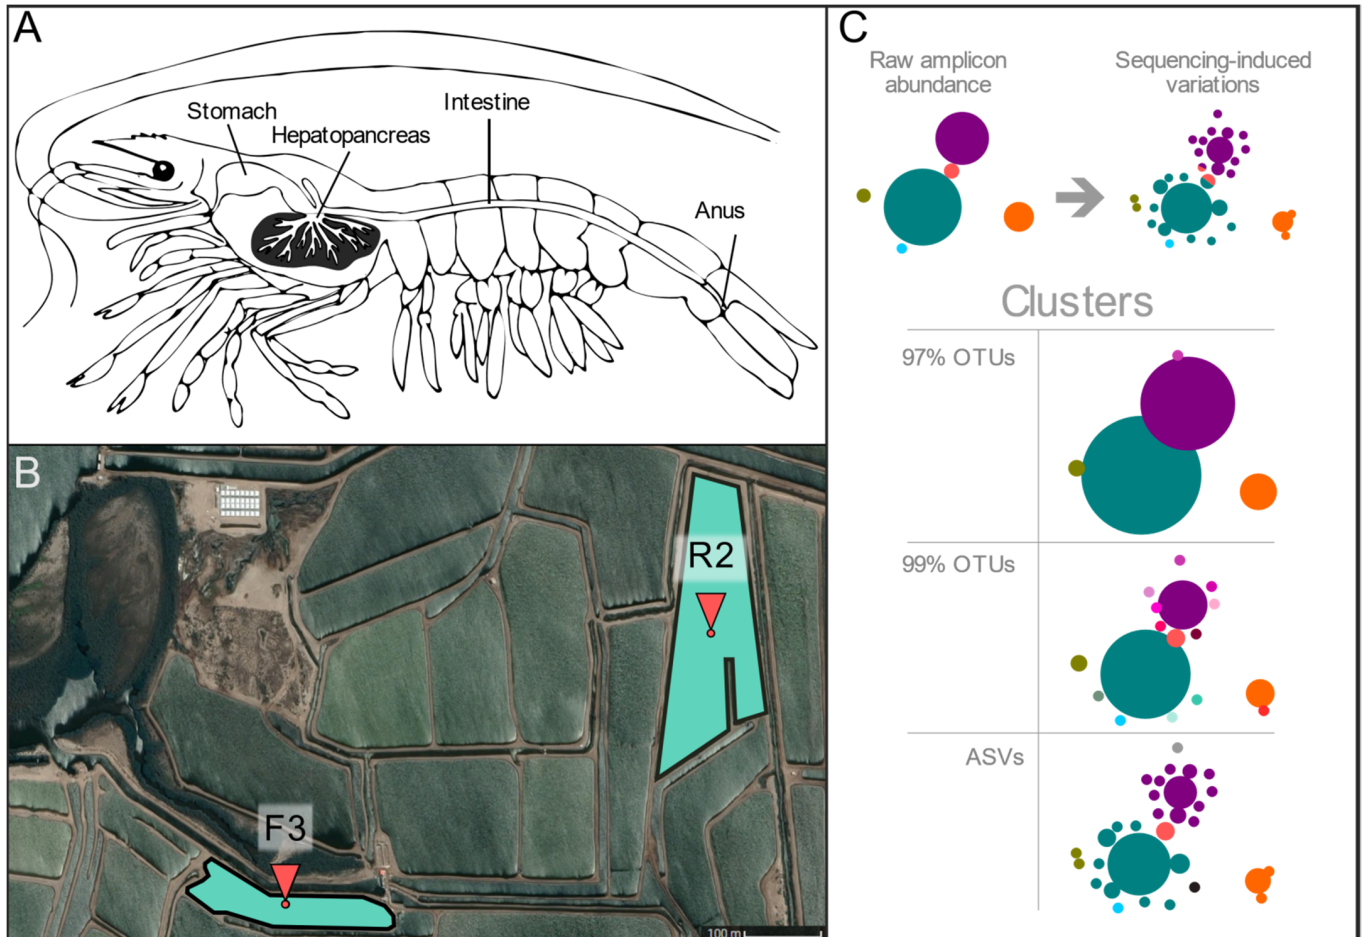 A
Stomach
Hepatopancreas
Intestine
Anus
B
R2
F3
100 m
C
Raw amplicon
abundance
Sequencing-induced
variations
Clusters
97% OTUs
99% OTUs
ASVs